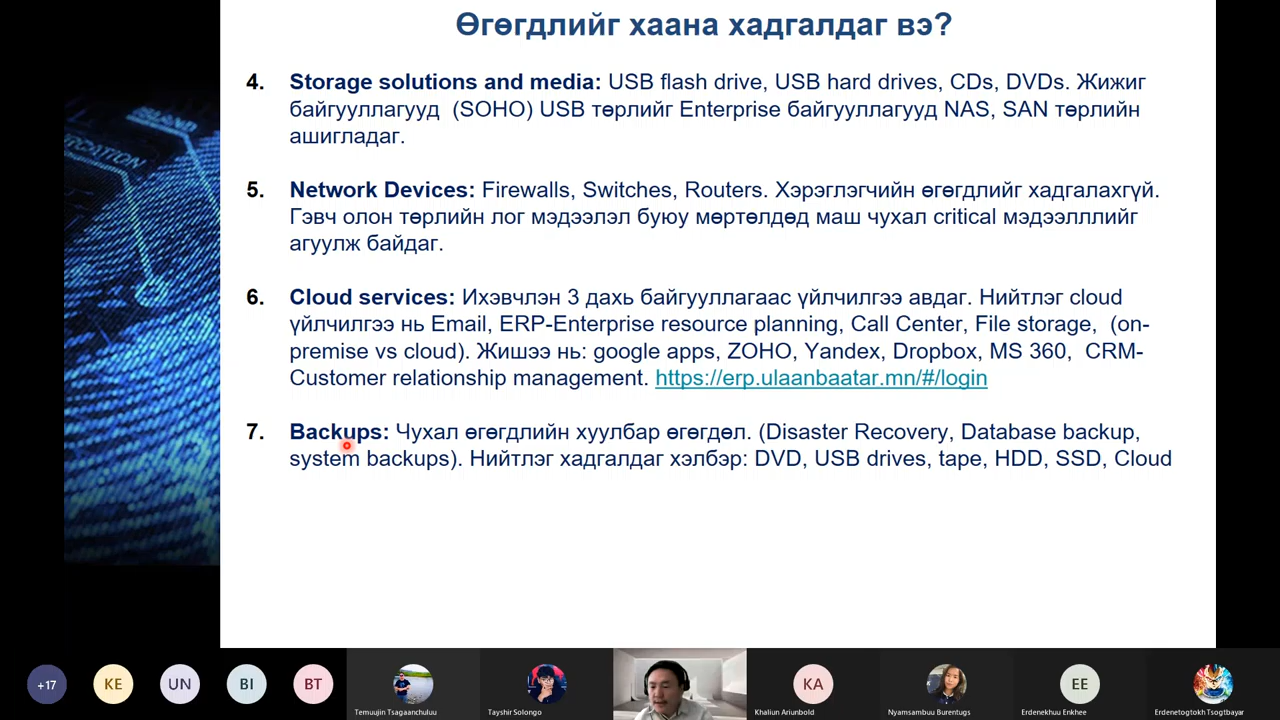 Өгөгдлийг хаана хадгалдаг вэ?
4. Storage solutions and media: USB flash drive, USB hard drives, CDs, DVDs. Жижиг
байгууллагууд (SOHO) USB төрлийг Enterprise байгууллагууд NAS, SAN төрлийн
ашигладаг.
5. Network Devices: Firewalls, Switches, Routers. Хэрэглэгчийн өгөгдлийг хадгалахгүй.
Гэвч олон төрлийн лог мэдээлэл буюу мөртөлдөд маш чухал critical мэдээлллийг
агуулж байдаг.
6. Cloud services: Ихэвчлэн 3 дахь байгууллагаас үйлчилгээ авдаг. Нийтлэг cloud
үйлчилгээ нь Email, ERP-Enterprise resource planning, Call Center, File storage, (on-
premise vs cloud). Жишээ нь: google apps, ZOHO, Yandex, Dropbox, MS 360, CRM-
Customer relationship management. https://erp.ulaanbaatar.mn/#/login
7. Backups: Чухал өгөгдлийн хуулбар өгөгдөл. (Disaster Recovery, Database backup,
system backups). Нийтлэг хадгалдаг хэлбэр: DVD, USB drives, tape, HDD, SSD, Cloud
+17 KE UN BI BT KA EE
Temuujin Tsagaanchuluu Tayshir Solongo Khaliun Ariunbold Nyamsambuu Burentugs Erdenekhuu Enkhee Erdenetogtokh Tsogtbayar